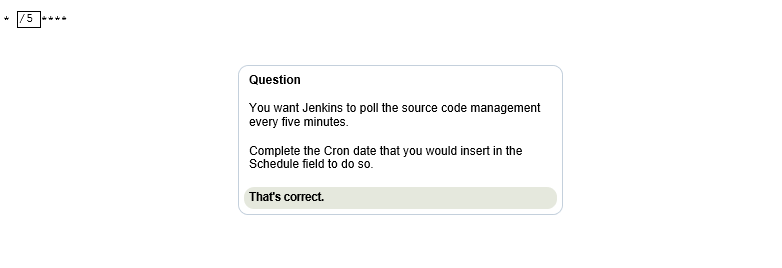 * /5 ****
Question
You want Jenkins to poll the source code management
every five minutes.
Complete the Cron date that you would insert in the
Schedule field to do so.
That's correct.